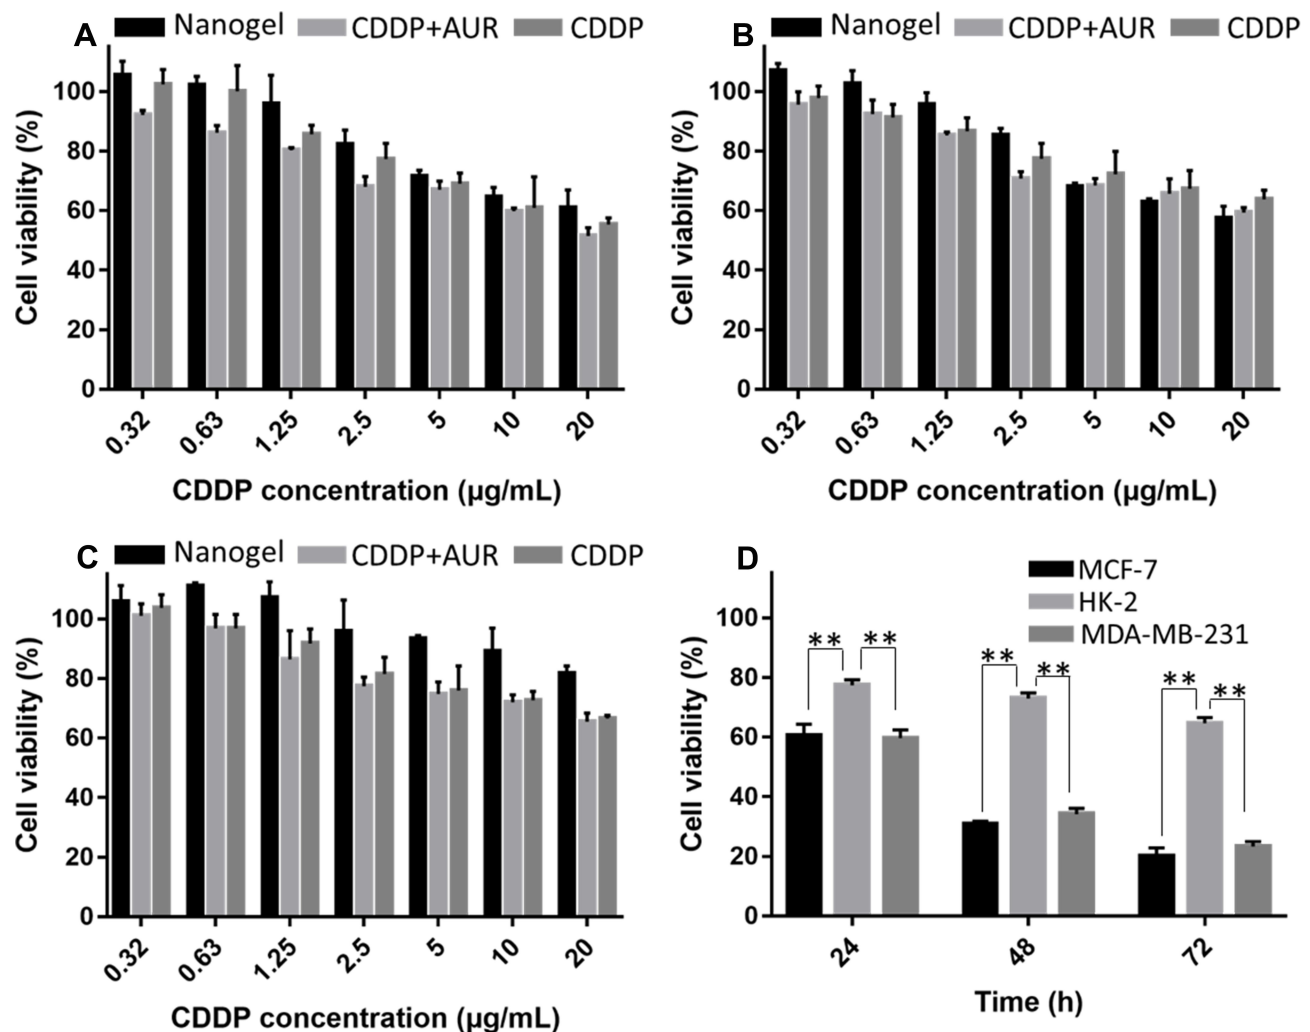 A
Nanogel CDDP+AUR CDDP
Cell viability (%)
100
80
60
40
20
0
0.32 0.63 1.25 2.5 5 10 20
CDDP concentration (µg/mL)
B
Nanogel CDDP+AUR CDDP
Cell viability (%)
100
80
60
40
20
0
0.32 0.63 1.25 2.5 5 10 20
CDDP concentration (µg/mL)
C
Nanogel CDDP+AUR CDDP
Cell viability (%)
100
80
60
40
20
0
0.32 0.63 1.25 2.5 5 10 20
CDDP concentration (µg/mL)
D
MCF-7
HK-2
MDA-MB-231
Cell viability (%)
100
80
60
40
20
0
** **
** **
** **
24 48 72
Time (h)